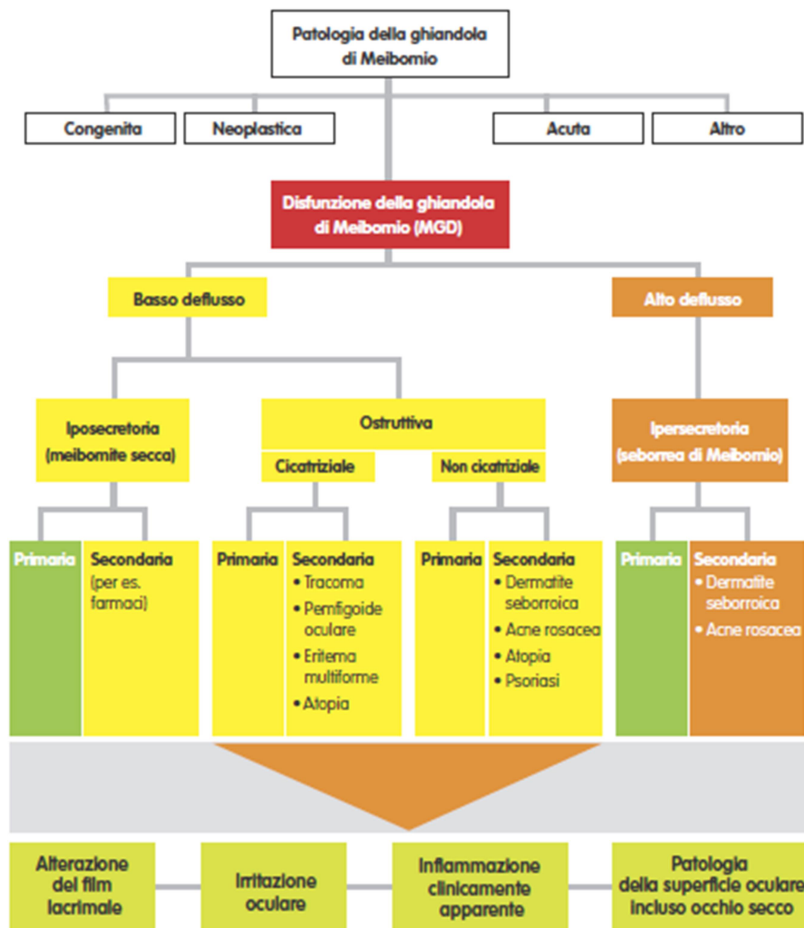 Patologia della ghiandola
di Meibomio
Congenita
Neoplastica
Acuta
Altro
Disfunzione della ghiandola
di Meibomio (MGD)
Basso deflusso
Alto deflusso
Iposecretoria
(meibomite secca)
Ostruttiva
Cicatriziale
Non cicatriziale
Ipersecretoria
(seborrea di Meibomio)
Primaria
Secondaria
(per es.
farmaci)
Primaria
Secondaria
• Tracoma
• Pemfigoide
oculare
• Eritema
multiforme
• Atopia
Primaria
Secondaria
• Dermatite
seborroica
• Acne rosacea
• Atopia
• Psoriasi
Primaria
Secondaria
• Dermatite
seborroica
• Acne rosacea
Alterazione
del film
lacrimale
Irritazione
oculare
Infiammazione
clinicamente
apparente
Patologia
della superficie oculare
incluso occhio secco